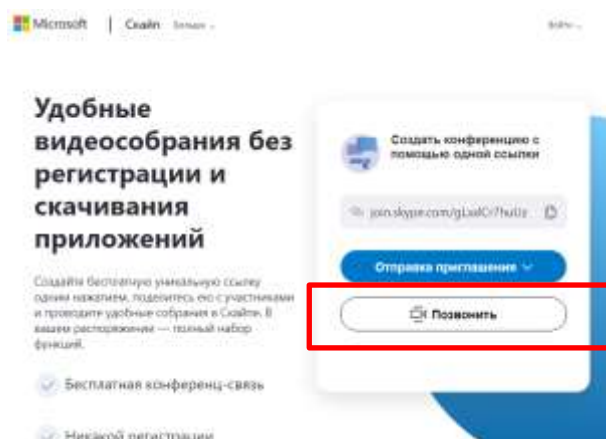 Microsoft | Скайп Больше
Войти
Удобные
видеособрания без
регистрации и
скачивания
приложений
Создайте бесплатную уникальную ссылку
одним нажатием, поделитесь ею с участниками
и проводите удобные собрания в Скайпе. В
вашем распоряжении — полный набор
функций.
Бесплатная конференц-связь
Никакой регистрации
Создать конференцию с
помощью одной ссылки
join.skype.com/
Отправка приглашения
Позвонить